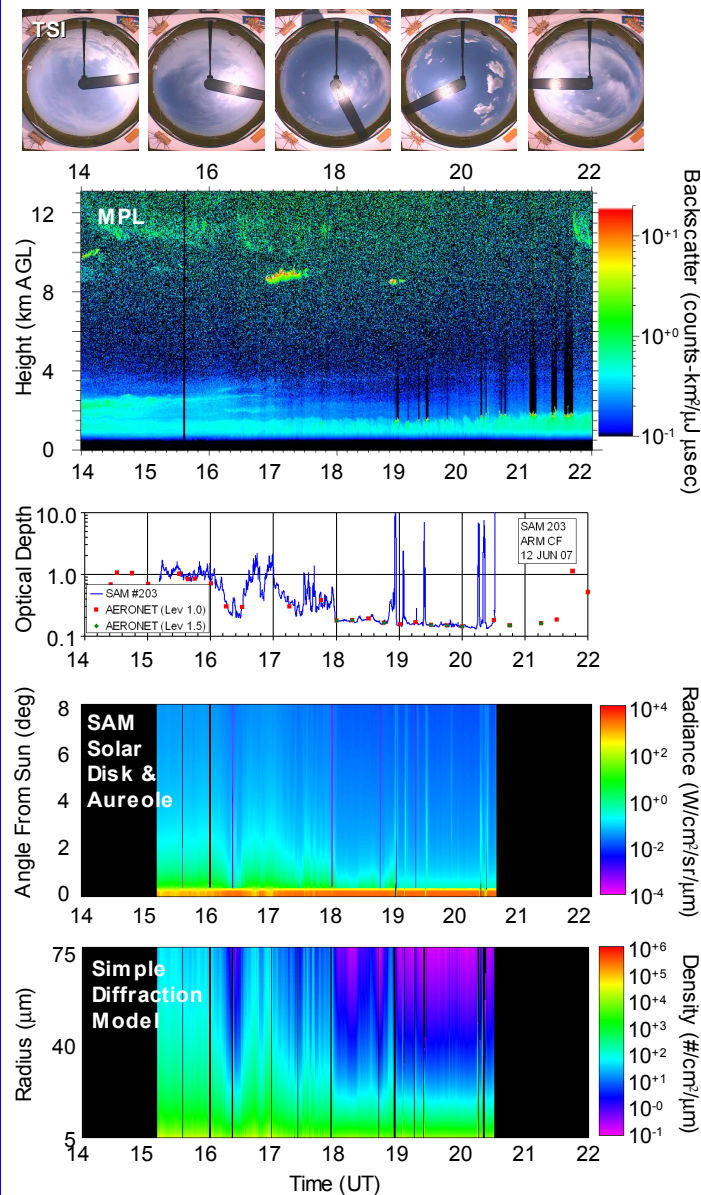 TSI
14 16 18 20 22
MPL
12
8
4
0
Height (km AGL)
14 15 16 17 18 19 20 21 22
10+1
10+0
10-1
Backscatter (counts-km²/µJ µsec)
10.0
1.0
0.1
Optical Depth
SAM 203
ARM CF
12 JUN 07
SAM #203
AERONET (Lev 1.0)
AERONET (Lev 1.5)
14 15 16 17 18 19 20 21 22
SAM
Solar
Disk &
Aureole
8
6
4
2
0
Angle From Sun (deg)
14 15 16 17 18 19 20 21 22
10+4
10+2
10+0
10-2
10-4
Radiance (W/cm²/sr/µm)
Simple
Diffraction
Model
75
40
5
Radius (µm)
14 15 16 17 18 19 20 21 22
Time (UT)
10+6
10+5
10+4
10+3
10+2
10+1
10-0
10-1
Density (#/cm²/µm)